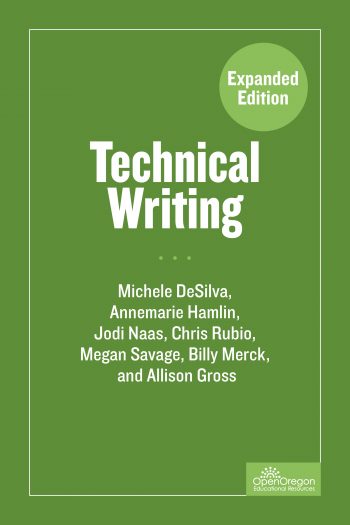 Expanded
Edition
Technical
Writing
Michele DeSilva,
Annemarie Hamlin,
Jodi Naas, Chris Rubio,
Megan Savage, Billy Merck,
and Allison Gross
OpenOregon
Educational Resources